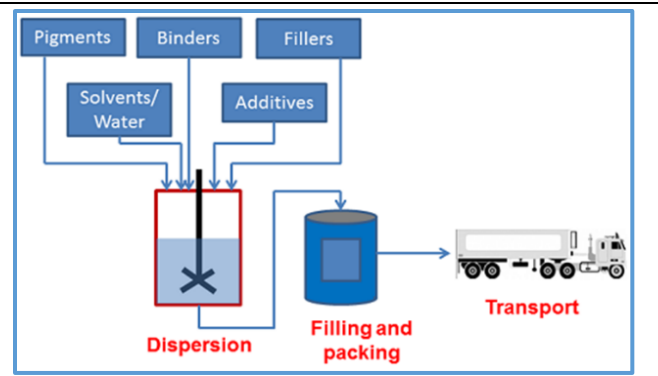 Pigments
Binders
Fillers
Solvents/
Water
Additives
Dispersion
Filling and
packing
Transport